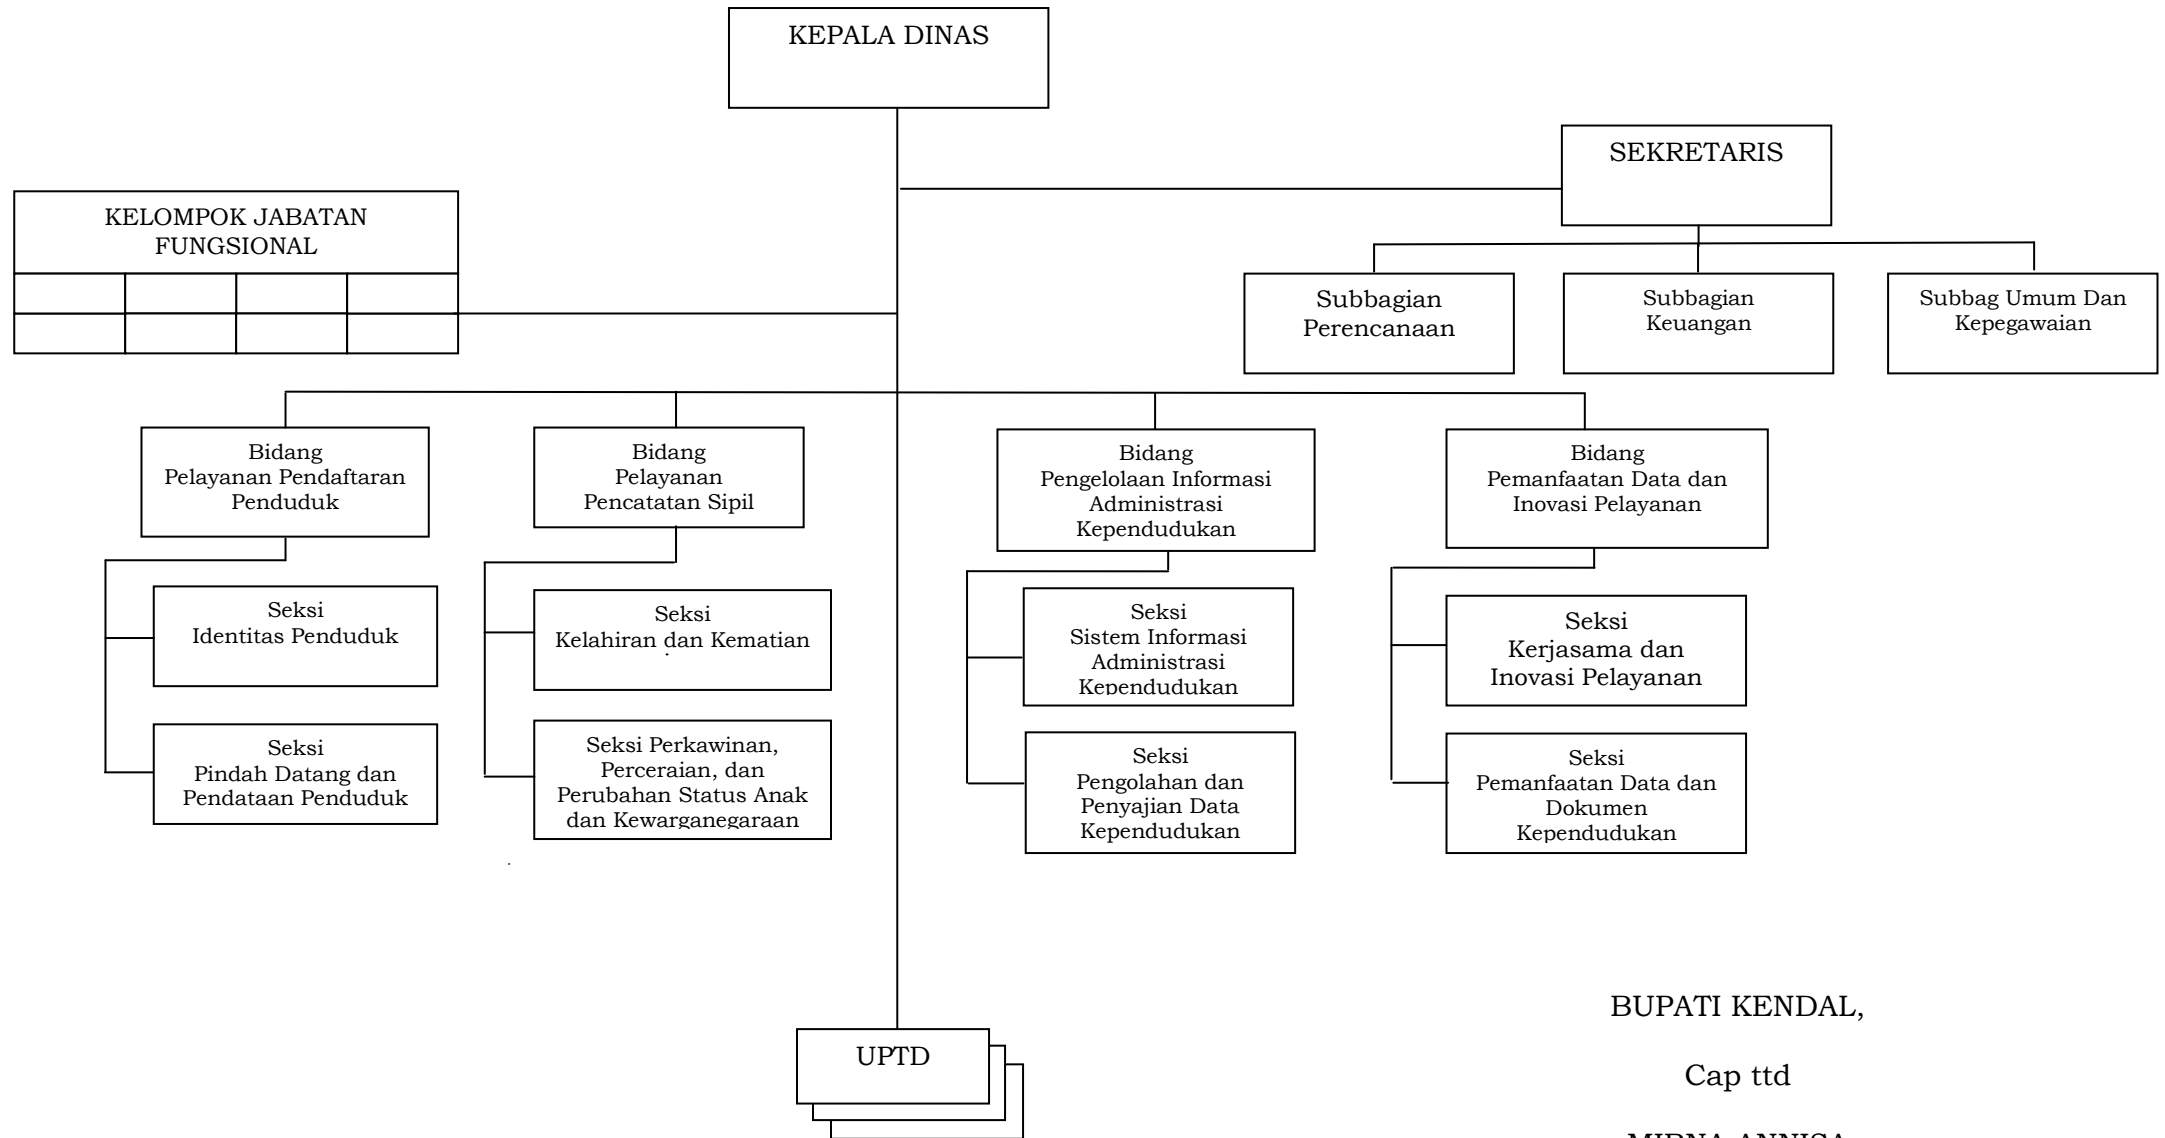 KEPALA DINAS
SEKRETARIS
KELOMPOK JABATAN
FUNGSIONAL
Subbagian
Perencanaan
Subbagian
Keuangan
Subbag Umum Dan
Kepegawaian
Bidang
Pelayanan Pendaftaran
Penduduk
Bidang
Pelayanan
Pencatatan Sipil
Bidang
Pengelolaan Informasi
Administrasi
Kependudukan
Bidang
Pemanfaatan Data dan
Inovasi Pelayanan
Seksi
Identitas Penduduk
Seksi
Kelahiran dan Kematian
Seksi
Sistem Informasi
Administrasi
Kependudukan
Seksi
Kerjasama dan
Inovasi Pelayanan
Seksi
Pindah Datang dan
Pendataan Penduduk
Seksi Perkawinan,
Perceraian, dan
Perubahan Status Anak
dan Kewarganegaraan
Seksi
Pengolahan dan
Penyajian Data
Kependudukan
Seksi
Pemanfaatan Data dan
Dokumen
Kependudukan
UPTD
BUPATI KENDAL,
Cap ttd
MIRNA ANNISA